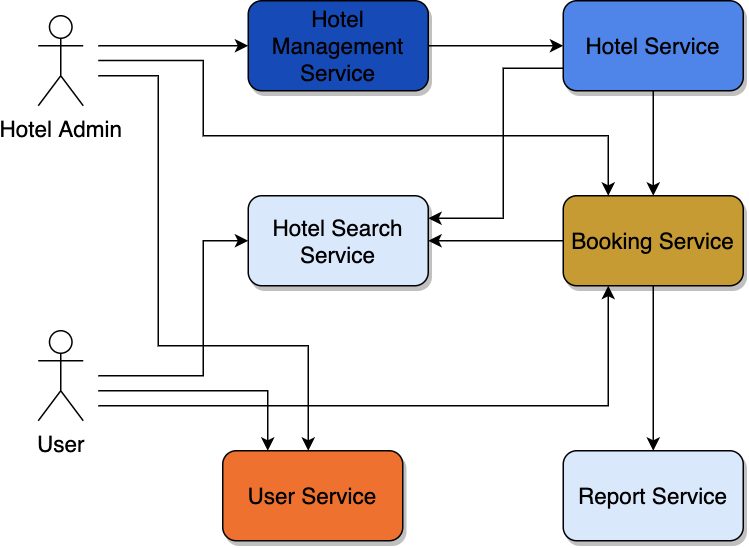 Hotel
Management
Service
Hotel Service
Hotel Admin
Hotel Search
Service
Booking Service
User
User Service
Report Service